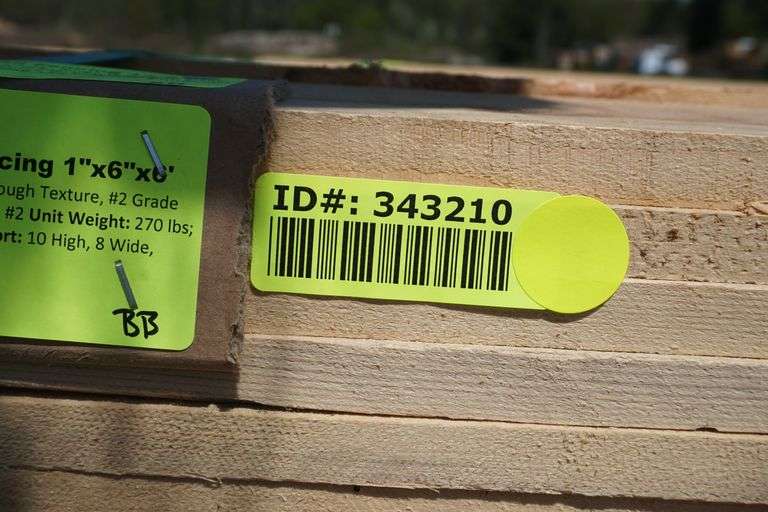 cing 1"x6"x6'
ough Texture, #2 Grade
#2 Unit Weight: 270 lbs;
rt: 10 High, 8 Wide,
BB
ID#: 343210